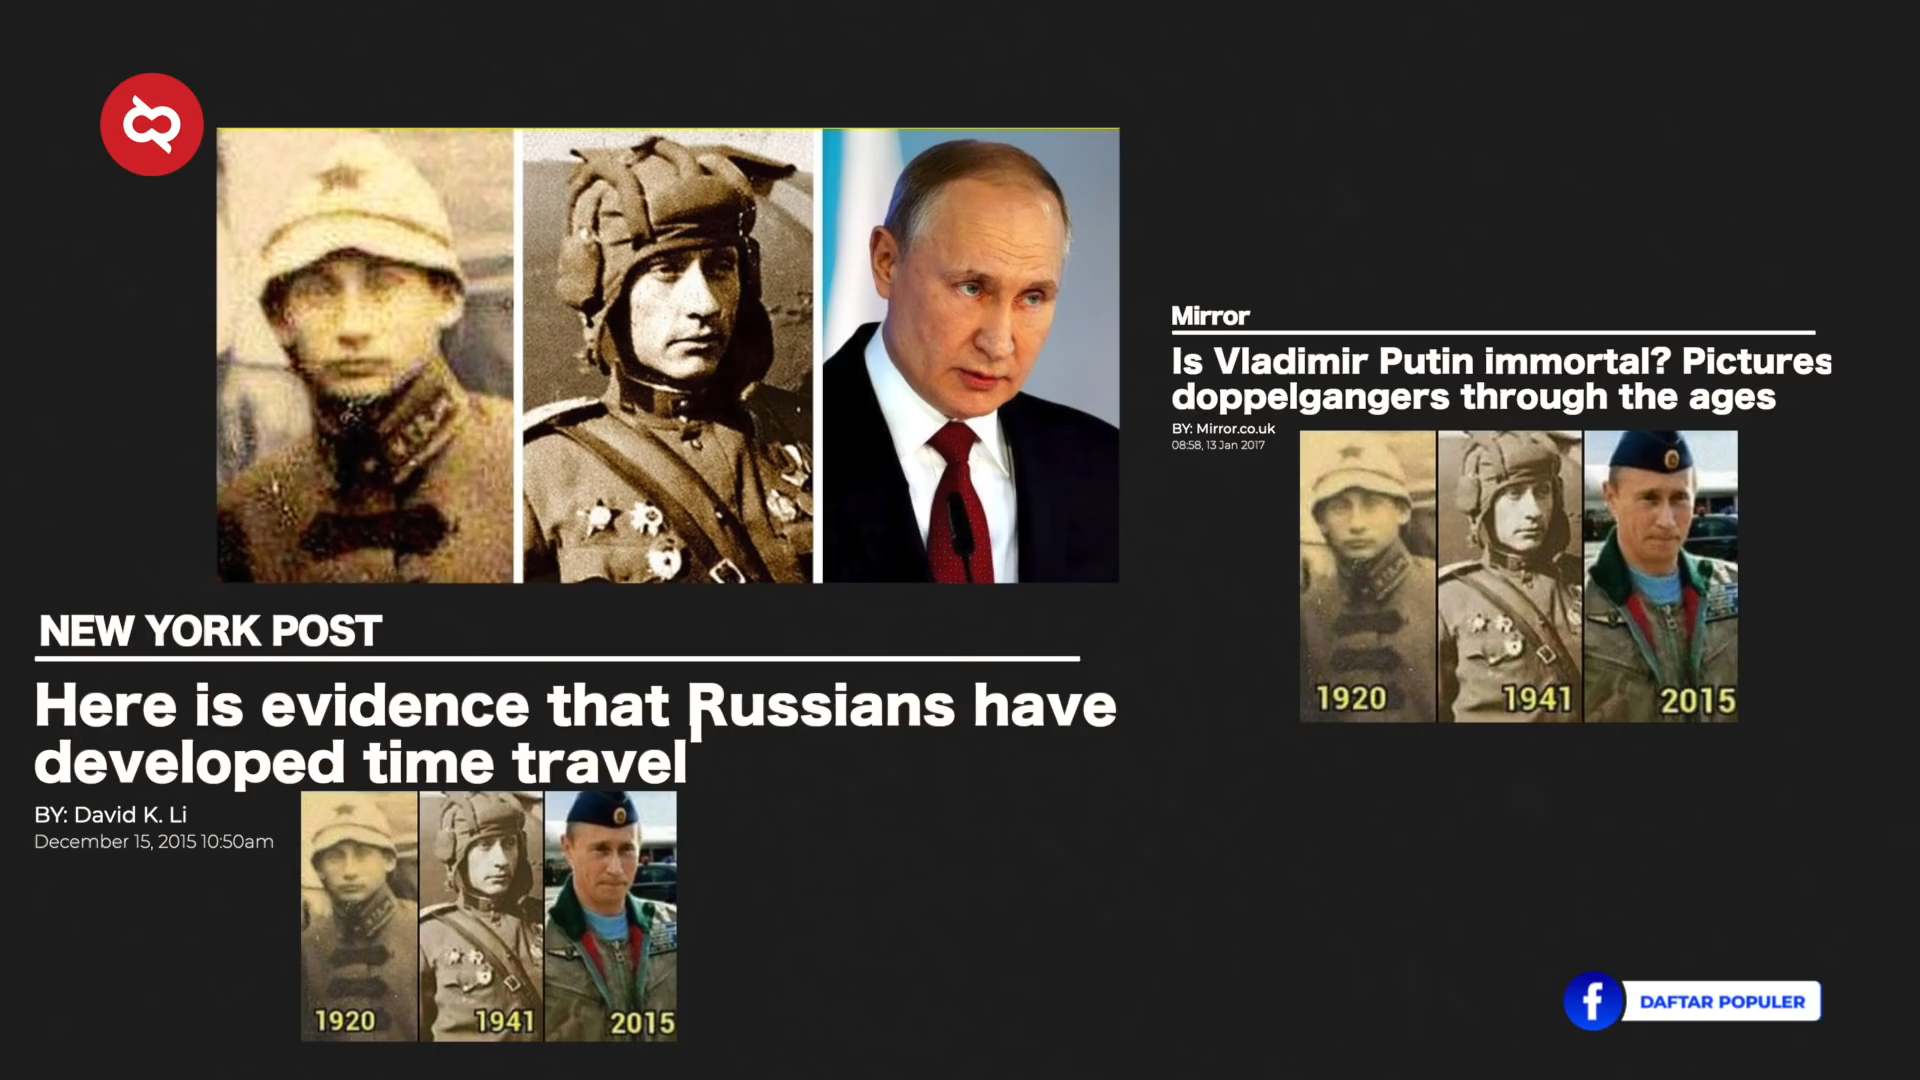 NEW YORK POST
Here is evidence that Russians have
developed time travel
BY: David K. Li
December 15, 2015 10:50am
1920
1941
2015
Mirror
Is Vladimir Putin immortal? Pictures
doppelgangers through the ages
BY: Mirror.co.uk
08:58, 13 Jan 2017
1920
1941
2015
DAFTAR POPULER